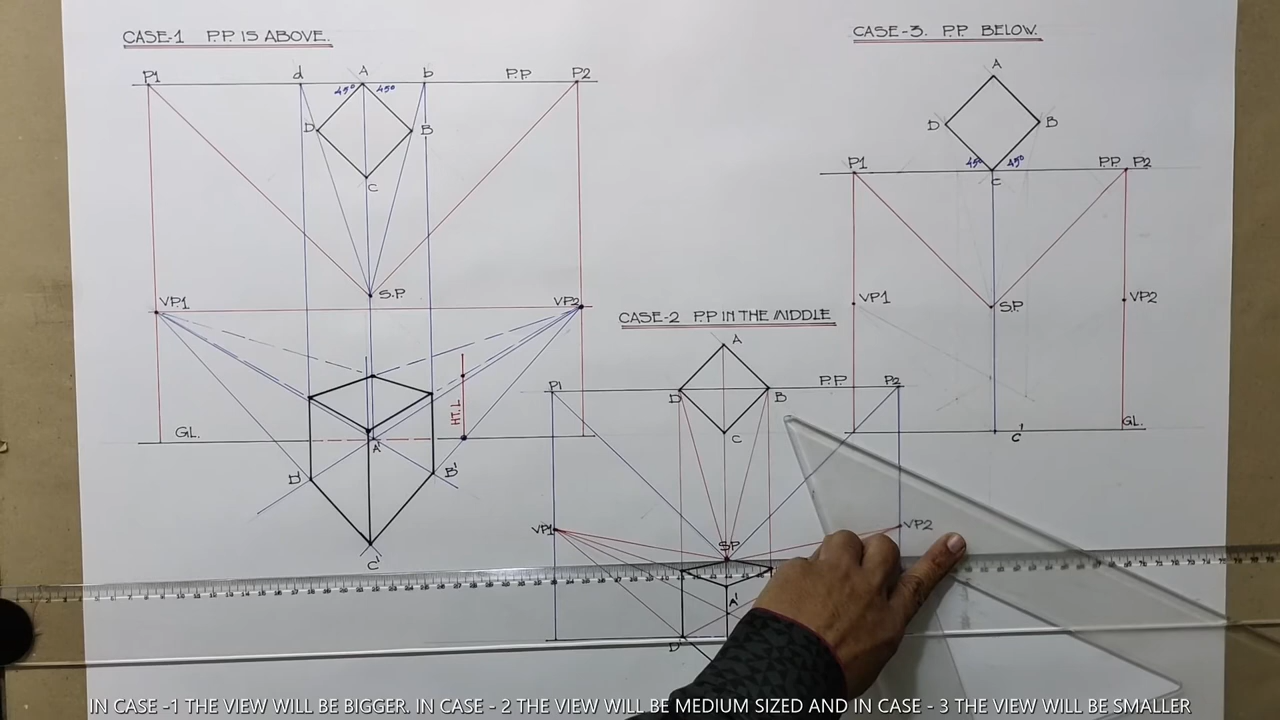 CASE-1 P.P. IS ABOVE.
P1
d
A
b
P.P
P2
45°
45°
D
B
C
S.P.
VP1
VP2
HT.L
GL.
A'
D'
B'
C'
CASE-2 P.P IN THE MIDDLE
A
P1
P.P
P2
D
B
C
VP1
S.P
VP2
A'
D'
CASE-3. P.P BELOW.
A
D
B
P1
45°
45°
P.P.
P2
C
S.P.
VP1
VP2
GL.
C'
IN CASE -1 THE VIEW WILL BE BIGGER. IN CASE - 2 THE VIEW WILL BE MEDIUM SIZED AND IN CASE - 3 THE VIEW WILL BE SMALLER